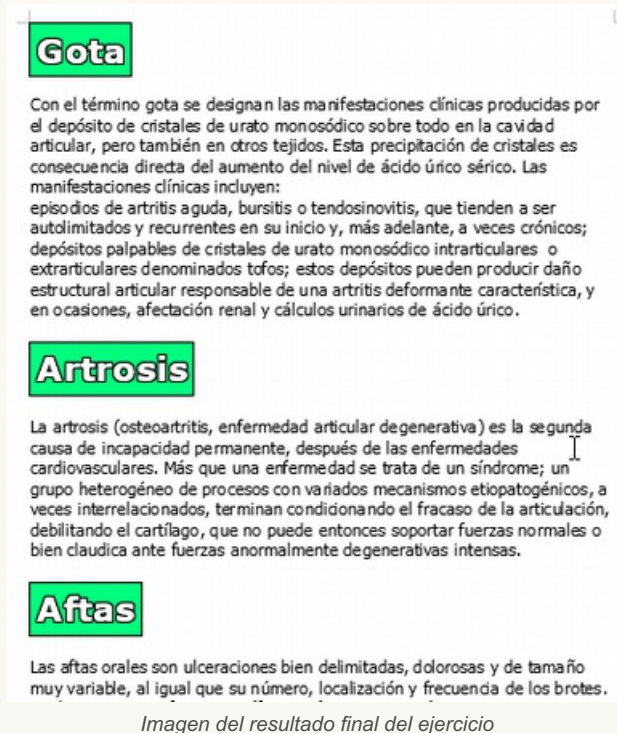 Gota
Con el término gota se designan las manifestaciones clínicas producidas por
el depósito de cristales de urato monosódico sobre todo en la cavidad
articular, pero también en otros tejidos. Esta precipitación de cristales es
consecuencia directa del aumento del nivel de ácido úrico sérico. Las
manifestaciones clínicas incluyen:
episodios de artritis aguda, bursitis o tendosinovitis, que tienden a ser
autolimitados y recurrentes en su inicio y, más adelante, a veces crónicos;
depósitos palpables de cristales de urato monosódico intrarticulares o
extrarticulares denominados tofos; estos depósitos pueden producir daño
estructural articular responsable de una artritis deformante característica, y
en ocasiones, afectación renal y cálculos urinarios de ácido úrico.
Artrosis
La artrosis (osteoartritis, enfermedad articular degenerativa) es la segunda
causa de incapacidad permanente, después de las enfermedades
cardiovasculares. Más que una enfermedad se trata de un síndrome; un
grupo heterogéneo de procesos con variados mecanismos etiopatogénicos, a
veces interrelacionados, terminan condicionando el fracaso de la articulación,
debilitando el cartílago, que no puede entonces soportar fuerzas normales o
bien claudica ante fuerzas anormalmente degenerativas intensas.
Aftas
Las aftas orales son ulceraciones bien delimitadas, dolorosas y de tamaño
muy variable, al igual que su número, localización y frecuencia de los brotes.
Imagen del resultado final del ejercicio